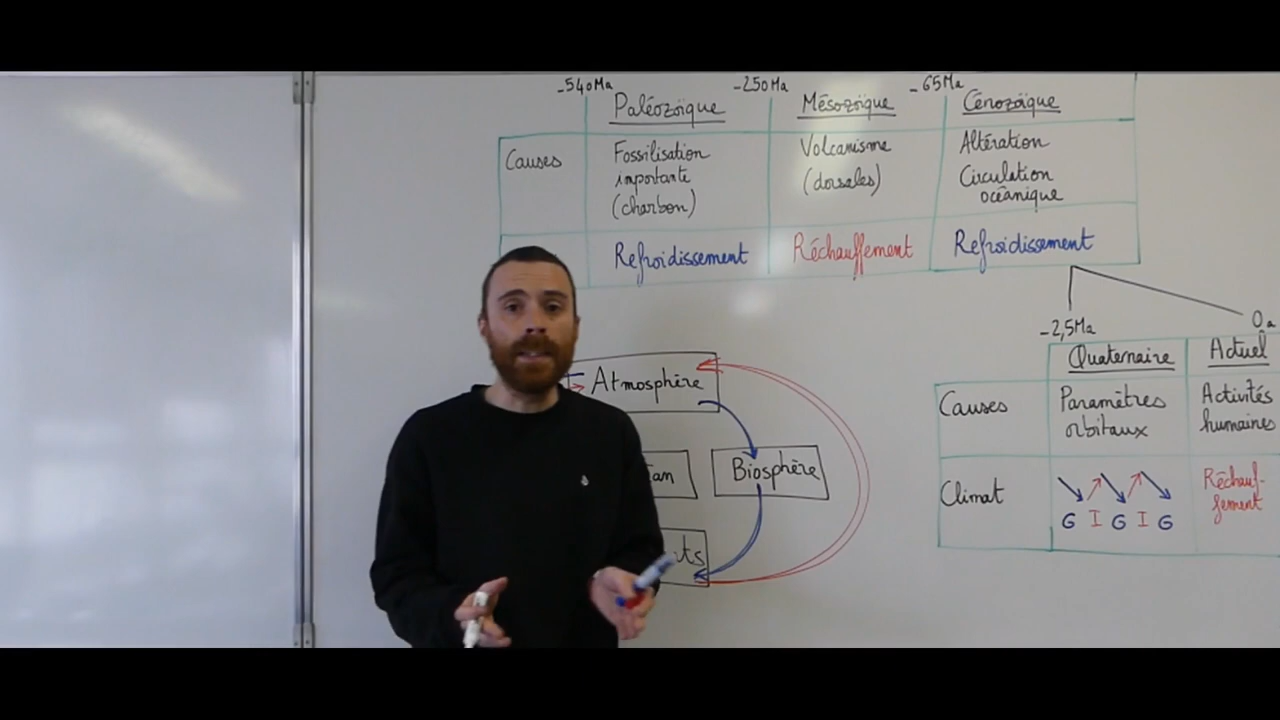 -540Ma -250Ma -65Ma
Paléozoïque Mésozoïque Cénozoïque
Causes Fossilisation importante (charbon)
Volcanisme (dorsales)
Altération
Circulation océanique
Refroidissement Réchauffement Refroidissement
-2,5Ma 0a
Quaternaire Actuel
Causes Paramètres orbitaux
Activités humaines
Climat G I G I G
Réchauf-
fement
Atmosphère
Biosphère